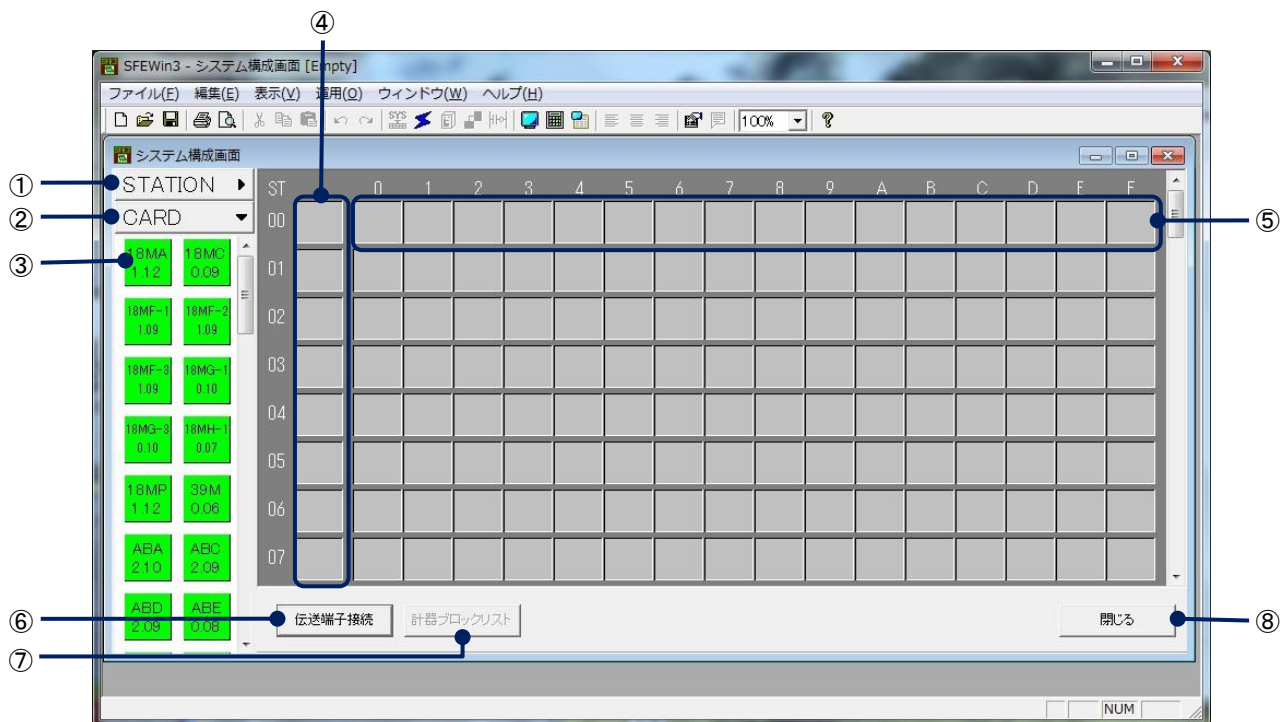 ④
SFEWin3 - システム構成画面 [Empty]
ファイル(F) 編集(E) 表示(V) 運用(O) ウィンドウ(W) ヘルプ(H)
SYS 100%
システム構成画面
① STATION
ST 0 1 2 3 4 5 6 7 8 9 A B C D E F
② CARD
00 ⑤
③ 18MA 1.12 18MC 0.09
01
18MF-1 1.09 18MF-2 1.09
02
18MF-3 1.09 18MG-1 0.10
03
18MG-3 0.10 18MH-1 0.07
04
05
18MP 1.12 39M 0.06
06
ABA 2.10 ABC 2.09
07
ABD 2.09 ABE 0.08
⑥ 伝送端子接続 計器ブロックリスト 閉じる ⑧
⑦
NUM